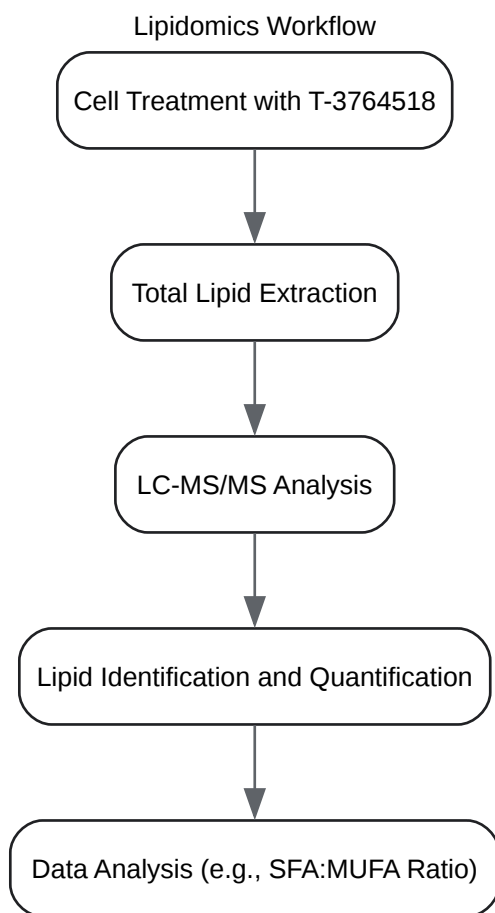 Lipidomics Workflow
Cell Treatment with T-3764518
Total Lipid Extraction
LC-MS/MS Analysis
Lipid Identification and Quantification
Data Analysis (e.g., SFA:MUFA Ratio)